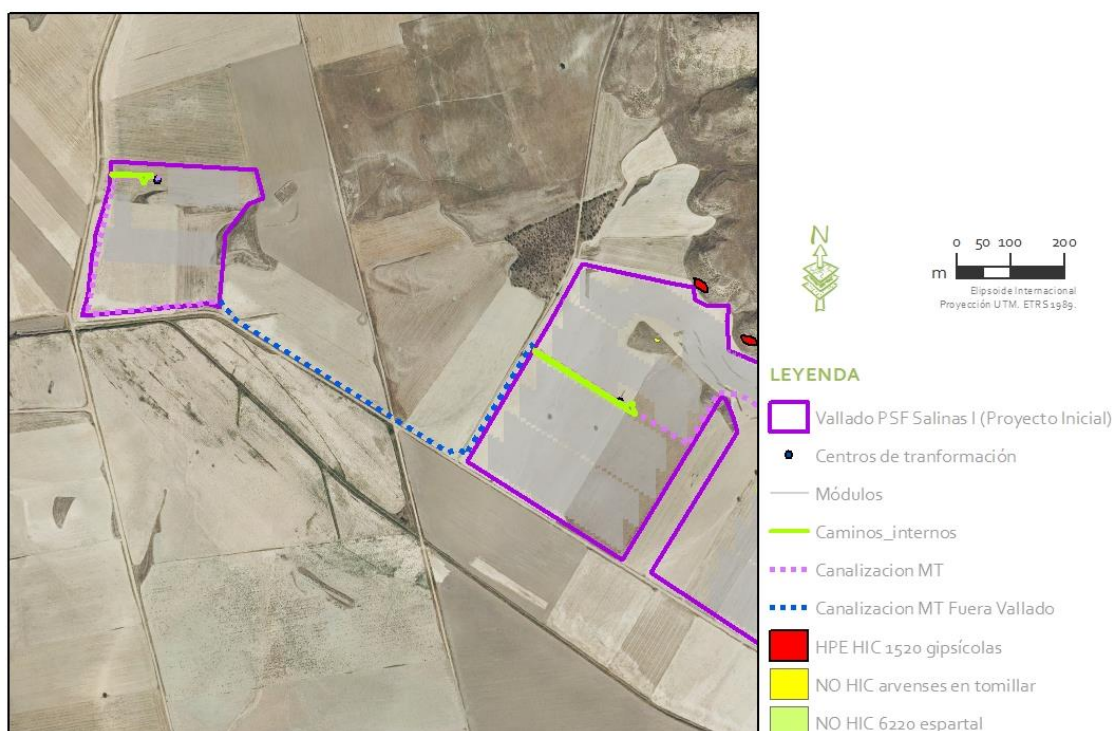 N
0 50 100 200
m
Elipsoide Internacional
Proyección UTM. ETRS1989.
LEYENDA
Vallado PSF Salinas I (Proyecto Inicial)
Centros de tranformación
Módulos
Caminos_internos
Canalizacion MT
Canalizacion MT Fuera Vallado
HPE HIC 1520 gipsícolas
NO HIC arvenses en tomillar
NO HIC 6220 espartal